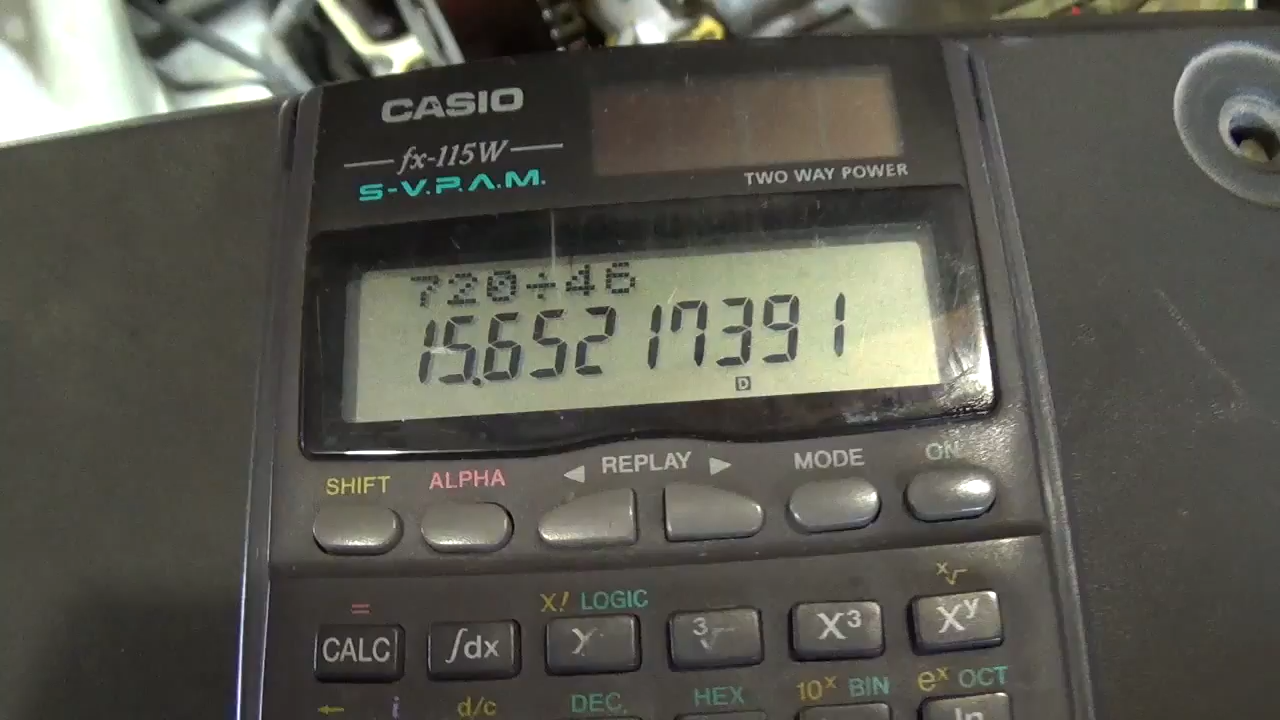 CASIO
fx-115W
S-V.P.A.M.
TWO WAY POWER
720÷46
15.65217391
D
SHIFT ALPHA ◀ REPLAY ▶ MODE ON
= X! LOGIC ˣ√
CALC ∫dx 3√ X³ Xʸ
← i d/c DEC. HEX 10ˣ BIN eˣ OCT
ln